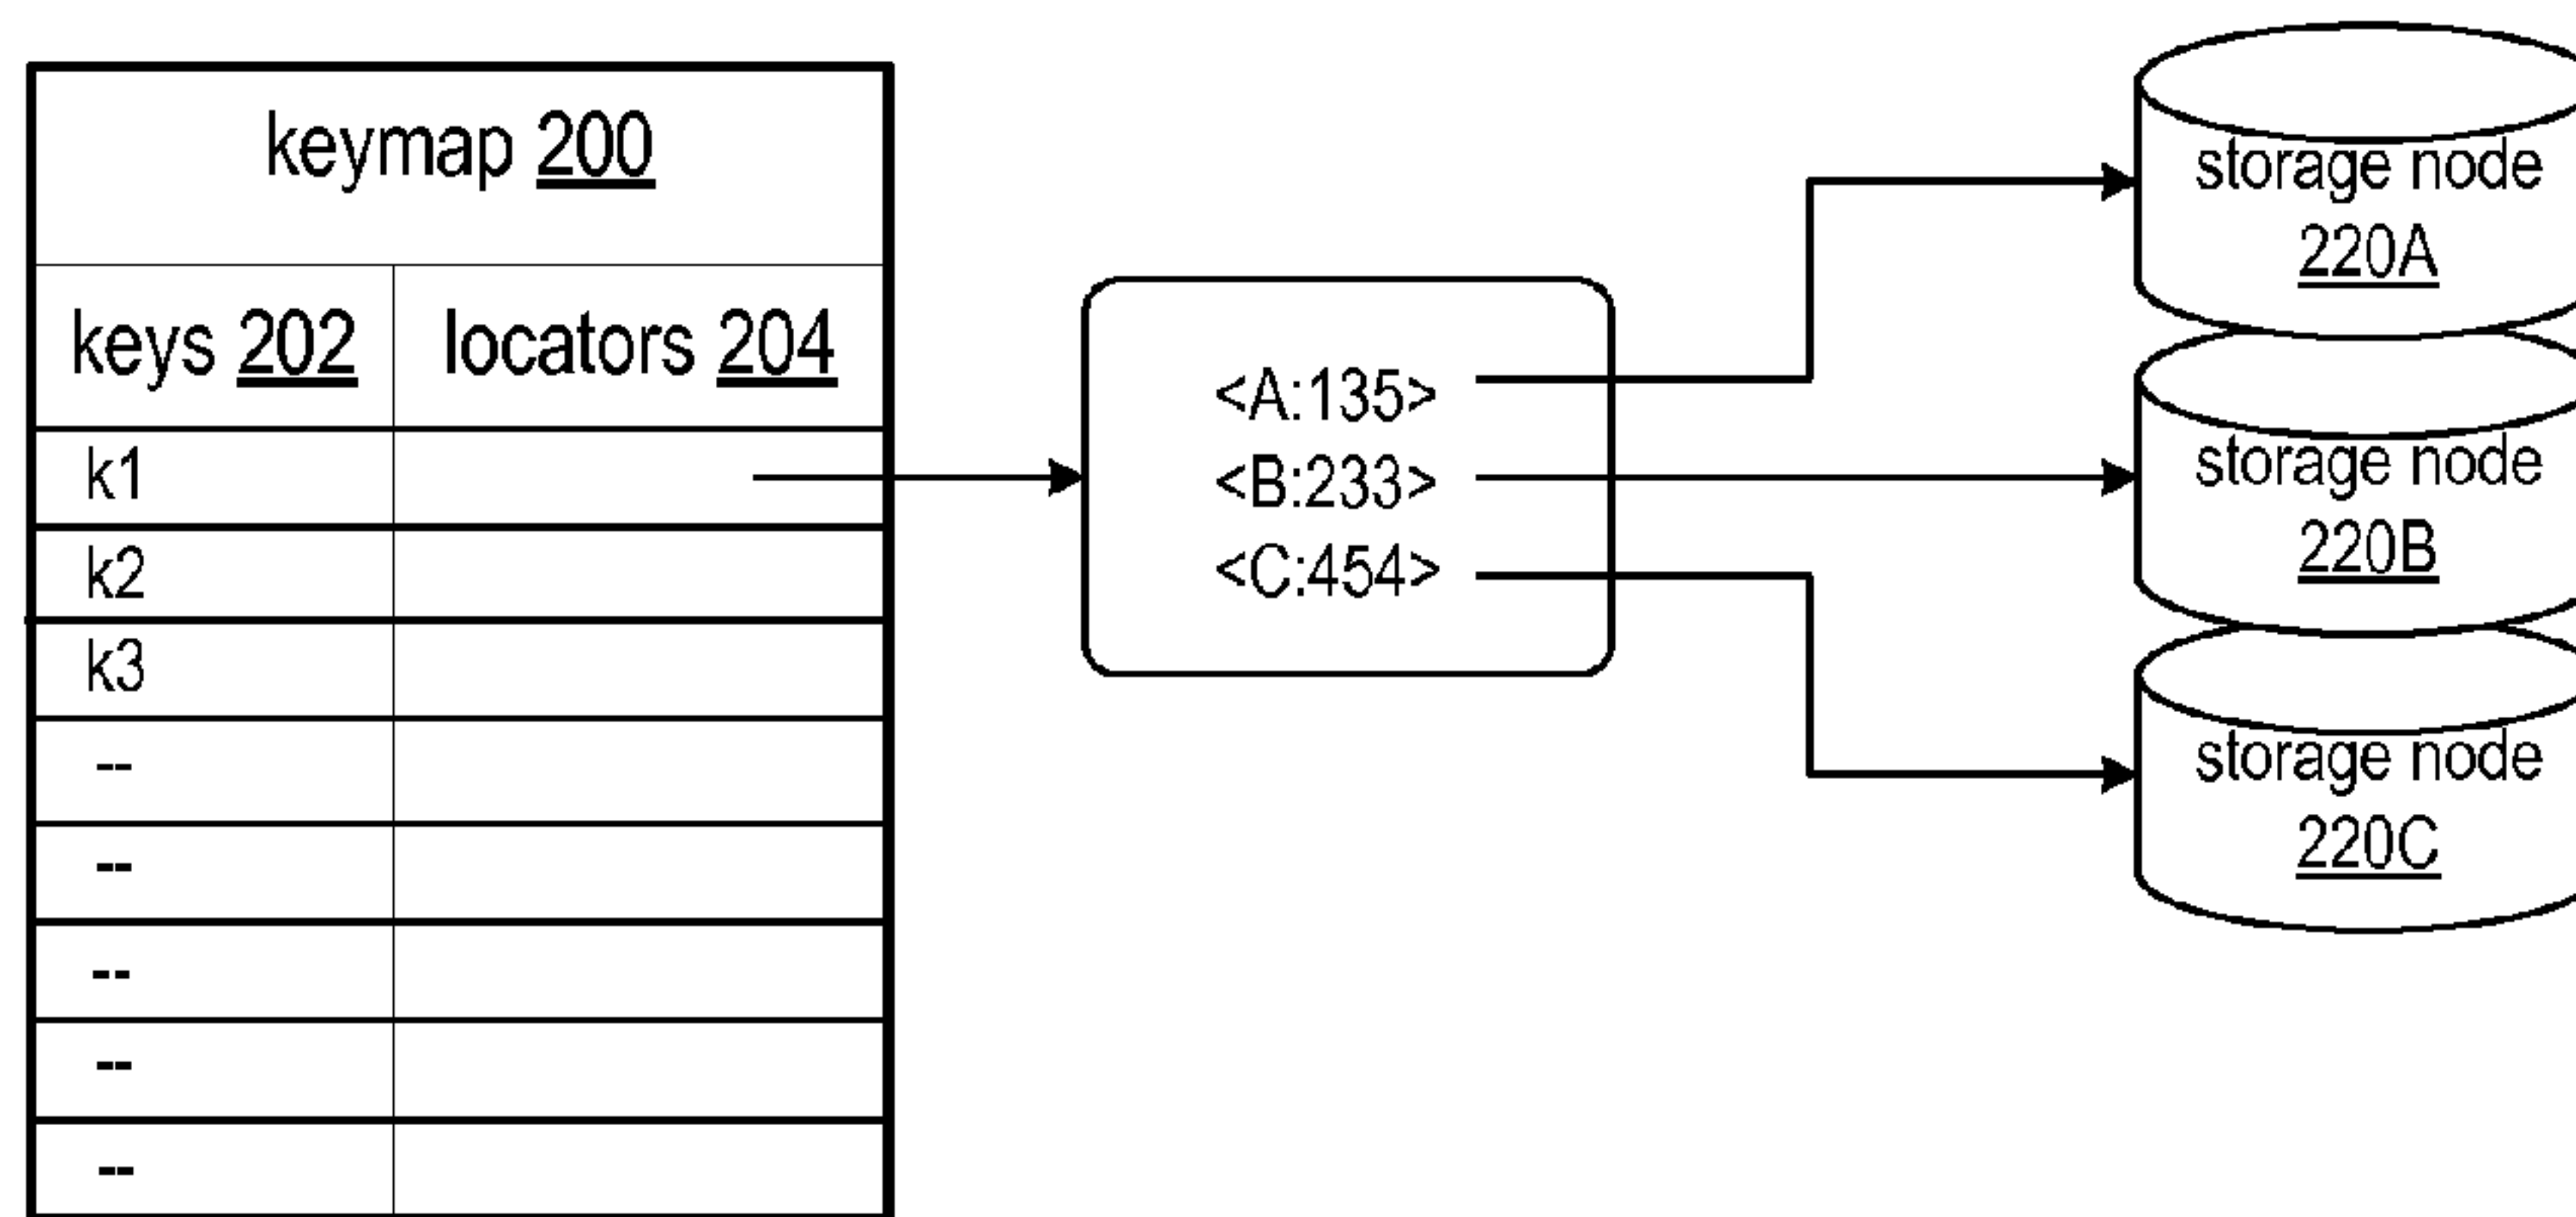 keymap 200
keys 202 locators 204
k1
k2
k3
--
--
--
--
--
<A:135>
<B:233>
<C:454>
storage node
220A
storage node
220B
storage node
220C